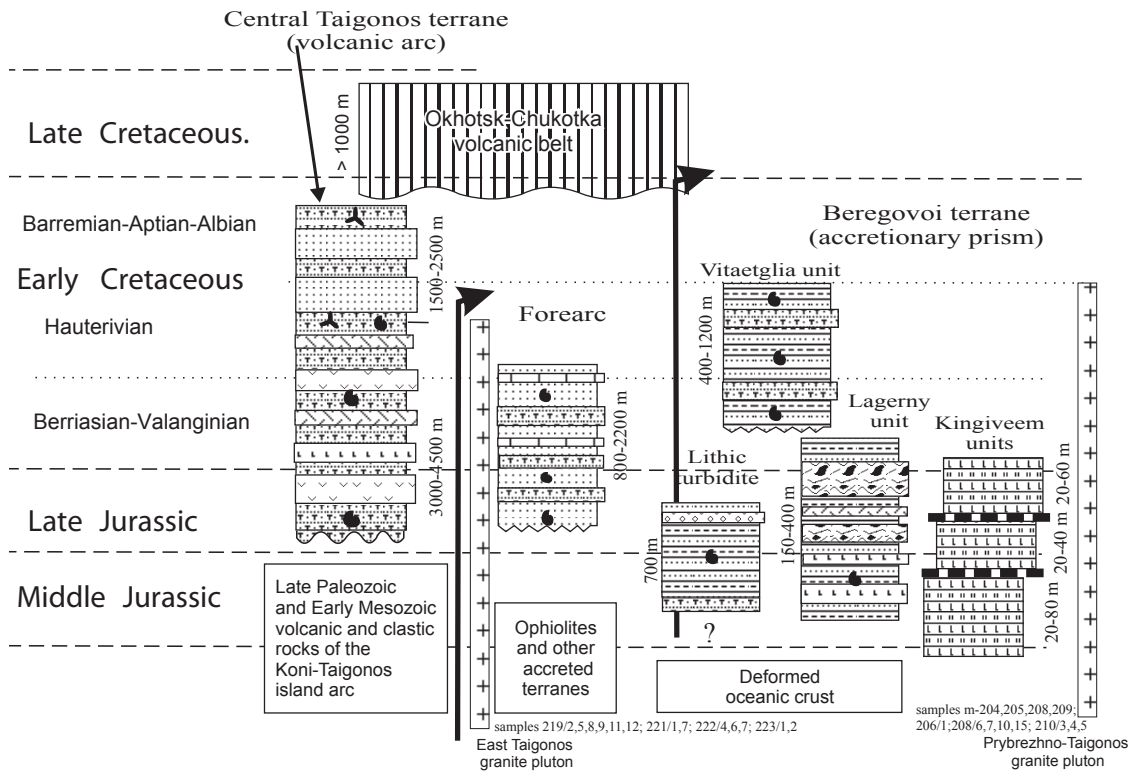 Central Taigonos terrane
(volcanic arc)
Late Cretaceous.
> 1000 m
Okhotsk-Chukotka
volcanic belt
Barremian-Aptian-Albian
Early Cretaceous
Hauterivian
Berriasian-Valanginian
Late Jurassic
Middle Jurassic
1500-2500 m
3000-4500 m
Late Paleozoic
and Early Mesozoic
volcanic and clastic
rocks of the
Koni-Taigonos
island arc
Forearc
800-2200 m
Ophiolites
and other
accreted
terranes
Beregovoi terrane
(accretionary prism)
Vitaetglia unit
400-1200 m
Lithic
turbidite
700 m
?
Lagerny
unit
150-400 m
Kingiveem
units
20-60 m
20-40 m
20-80 m
Deformed
oceanic crust
samples 219/2,5,8,9,11,12; 221/1,7; 222/4,6,7; 223/1,2
East Taigonos
granite pluton
samples m-204,205,208,209;
206/1;208/6,7,10,15; 210/3,4,5
Prybrezhno-Taigonos
granite pluton